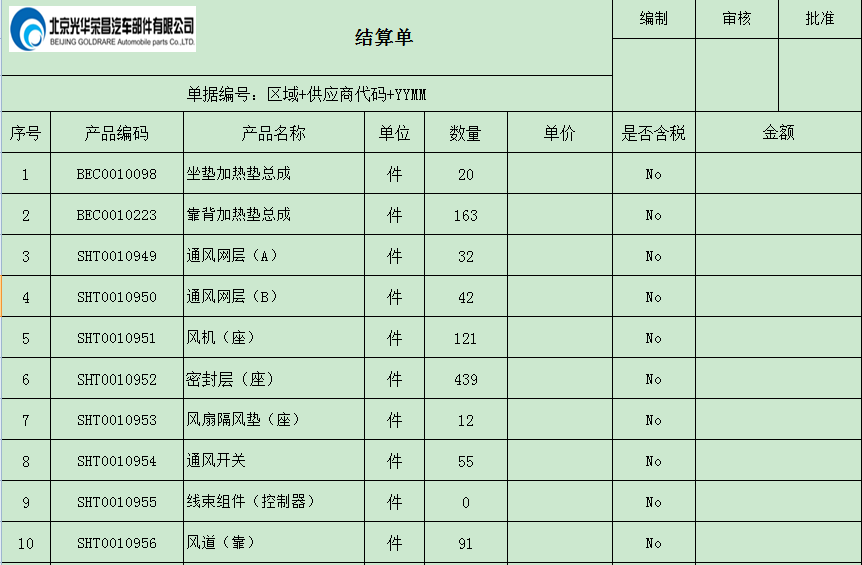 北京光华荣昌汽车部件有限公司
BEIJING GOLDRARE Automobile parts Co.,LTD.
结算单
编制 审核 批准
单据编号：区域+供应商代码+YYMM
序号 产品编码 产品名称 单位 数量 单价 是否含税 金额
1 BEC0010098 坐垫加热垫总成 件 20 No
2 BEC0010223 靠背加热垫总成 件 163 No
3 SHT0010949 通风网层（A） 件 32 No
4 SHT0010950 通风网层（B） 件 42 No
5 SHT0010951 风机（座） 件 121 No
6 SHT0010952 密封层（座） 件 439 No
7 SHT0010953 风扇隔风垫（座） 件 12 No
8 SHT0010954 通风开关 件 55 No
9 SHT0010955 线束组件（控制器） 件 0 No
10 SHT0010956 风道（靠） 件 91 No